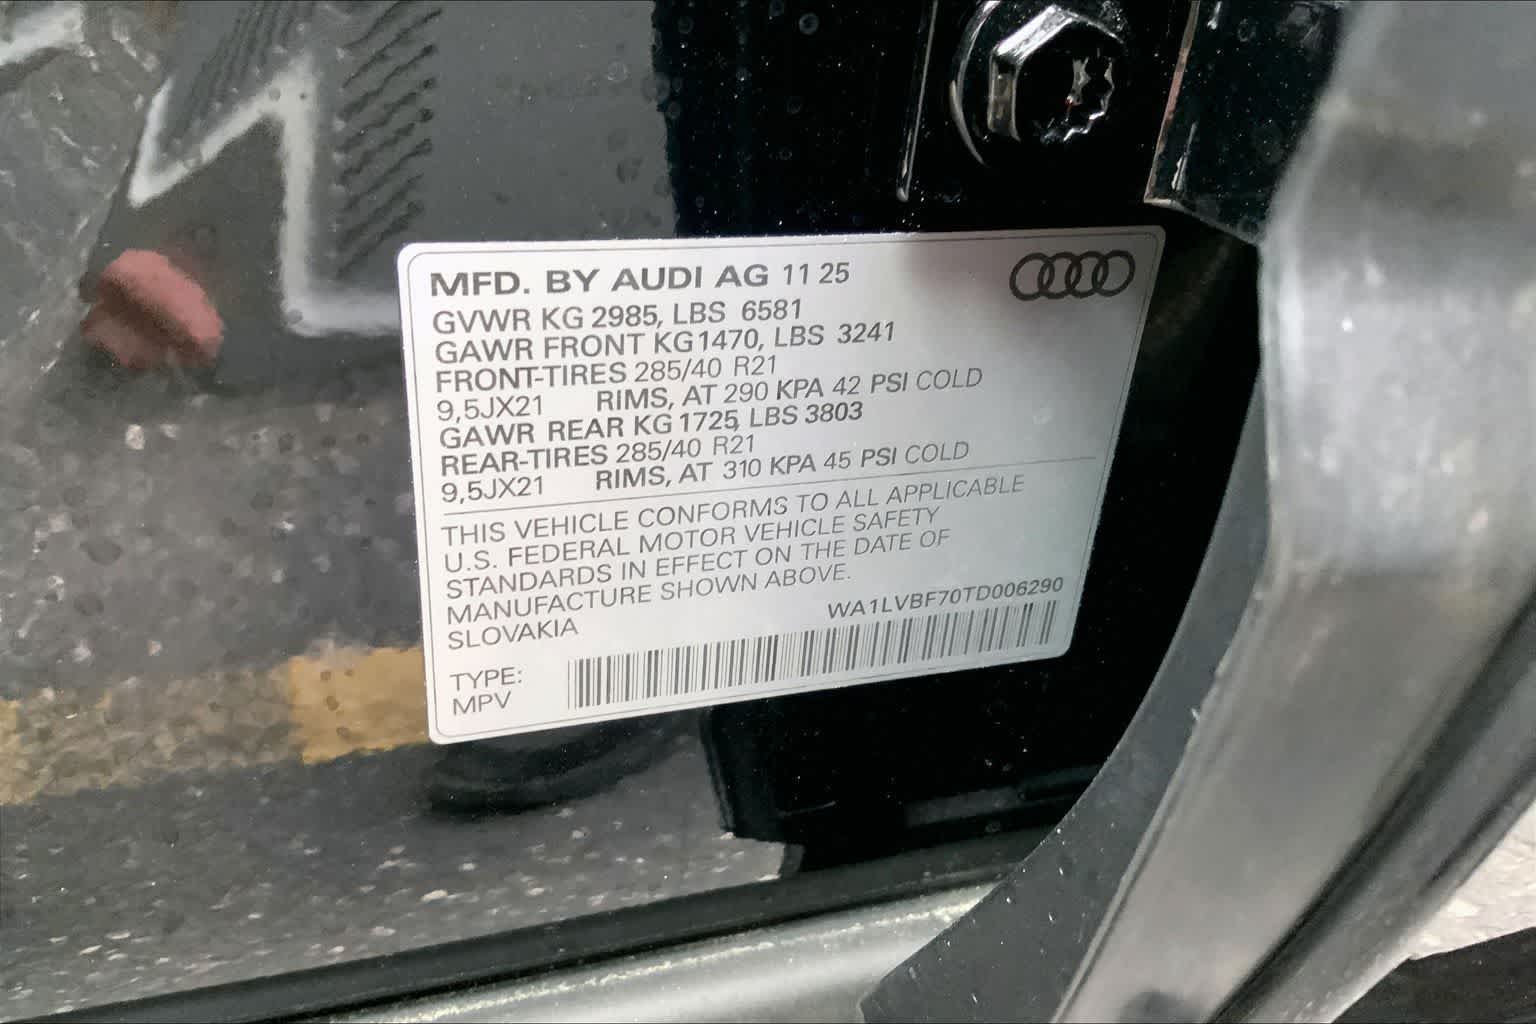 MFD. BY AUDI AG 11 25
GVWR KG 2985, LBS 6581
GAWR FRONT KG1470, LBS 3241
FRONT-TIRES 285/40 R21
9,5JX21 RIMS, AT 290 KPA 42 PSI COLD
GAWR REAR KG 1725, LBS 3803
REAR-TIRES 285/40 R21
9,5JX21 RIMS, AT 310 KPA 45 PSI COLD
THIS VEHICLE CONFORMS TO ALL APPLICABLE
U.S. FEDERAL MOTOR VEHICLE SAFETY
STANDARDS IN EFFECT ON THE DATE OF
MANUFACTURE SHOWN ABOVE.
SLOVAKIA
WA1LVBF70TD006290
TYPE:
MPV